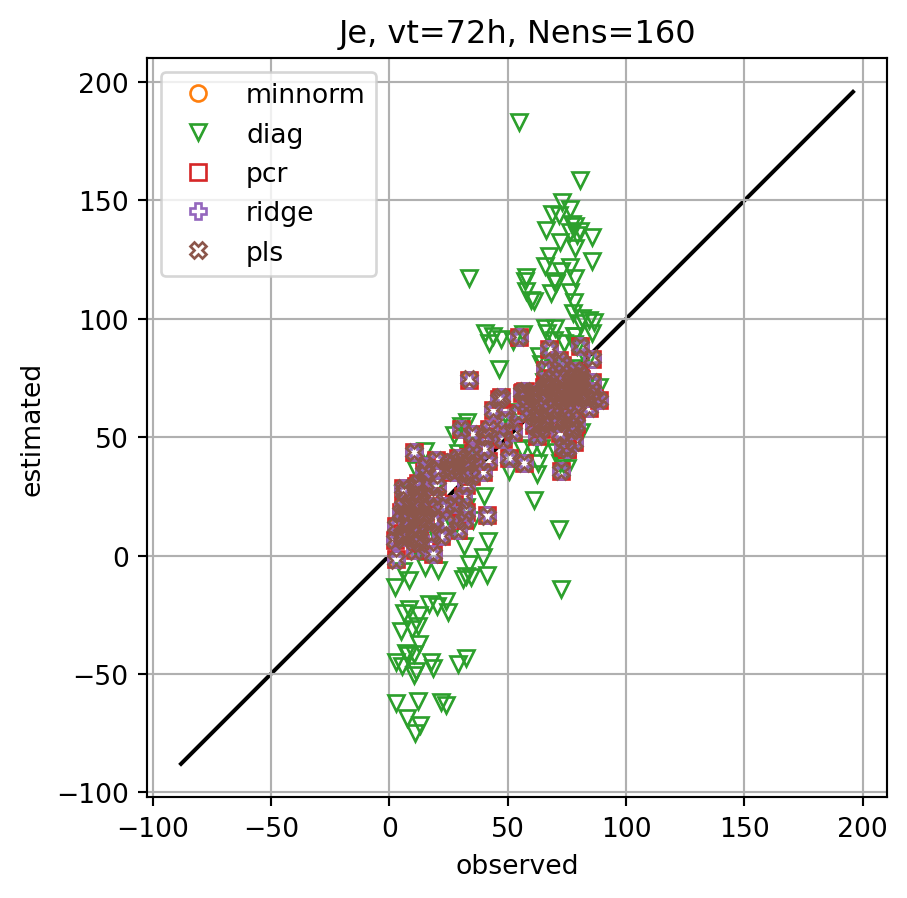 Je, vt=72h, Nens=160
200
150
100
50
0
−50
−100
estimated
minnorm
diag
pcr
ridge
pls
−100 −50 0 50 100 150 200
observed